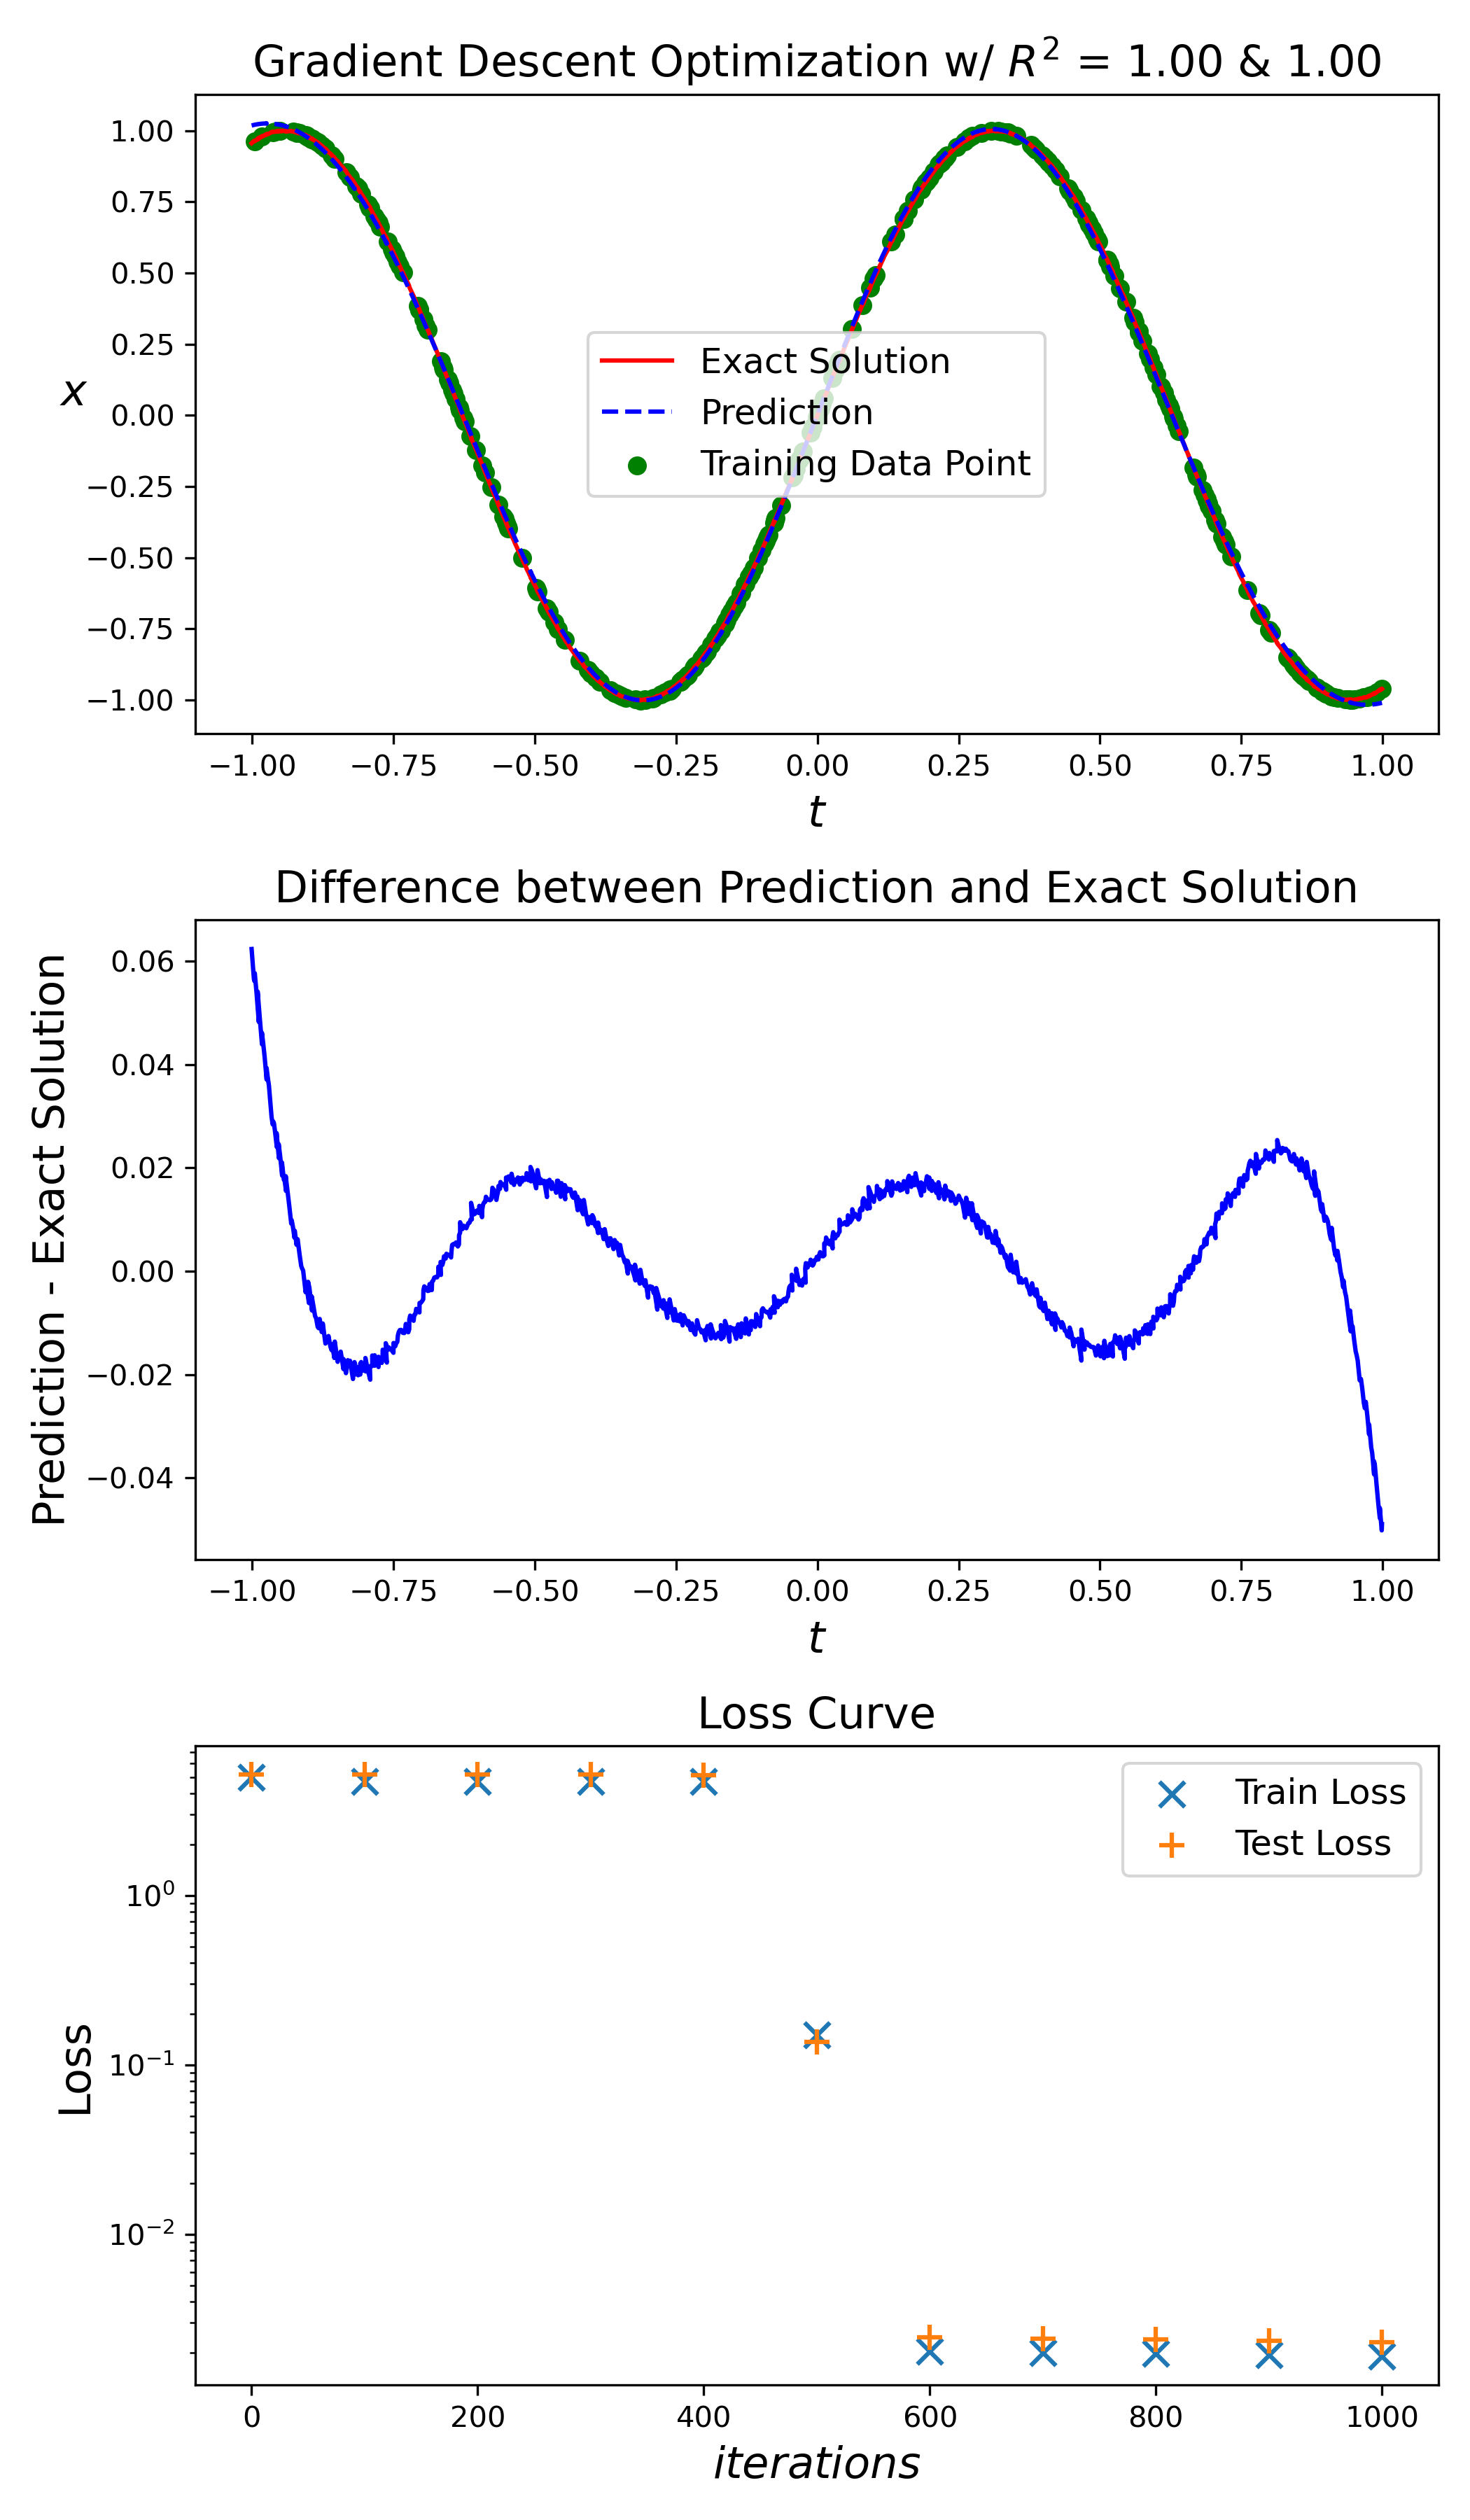 Gradient Descent Optimization w/ R² = 1.00 & 1.00
1.00
0.75
0.50
0.25
0.00
−0.25
−0.50
−0.75
−1.00
x
Exact Solution
Prediction
Training Data Point
−1.00 −0.75 −0.50 −0.25 0.00 0.25 0.50 0.75 1.00
t
Difference between Prediction and Exact Solution
0.06
0.04
0.02
0.00
−0.02
−0.04
Prediction - Exact Solution
−1.00 −0.75 −0.50 −0.25 0.00 0.25 0.50 0.75 1.00
t
Loss Curve
Train Loss
Test Loss
10⁰
10⁻¹
10⁻²
Loss
0 200 400 600 800 1000
iterations